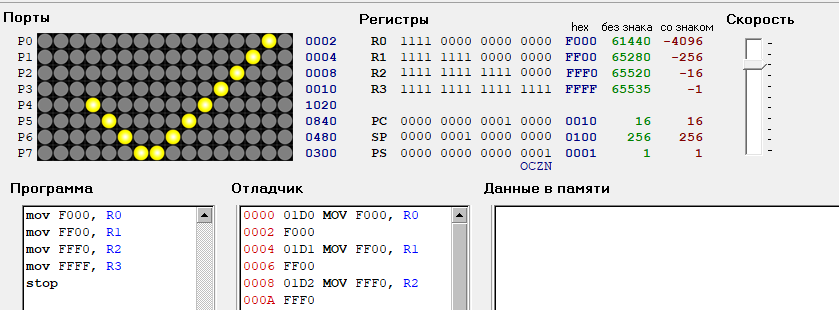 Порты
P0 0002
P1 0004
P2 0008
P3 0010
P4 1020
P5 0840
P6 0480
P7 0300
Регистры hex без знака со знаком
R0 1111 0000 0000 0000 F000 61440 -4096
R1 1111 1111 0000 0000 FF00 65280 -256
R2 1111 1111 1111 0000 FFF0 65520 -16
R3 1111 1111 1111 1111 FFFF 65535 -1
PC 0000 0000 0001 0000 0010 16 16
SP 0000 0001 0000 0000 0100 256 256
PS 0000 0000 0000 0001 0001 1 1
OCZN
Скорость
Программа
mov F000, R0
mov FF00, R1
mov FFF0, R2
mov FFFF, R3
stop
Отладчик
0000 01D0 MOV F000, R0
0002 F000
0004 01D1 MOV FF00, R1
0006 FF00
0008 01D2 MOV FFF0, R2
000A FFF0
Данные в памяти